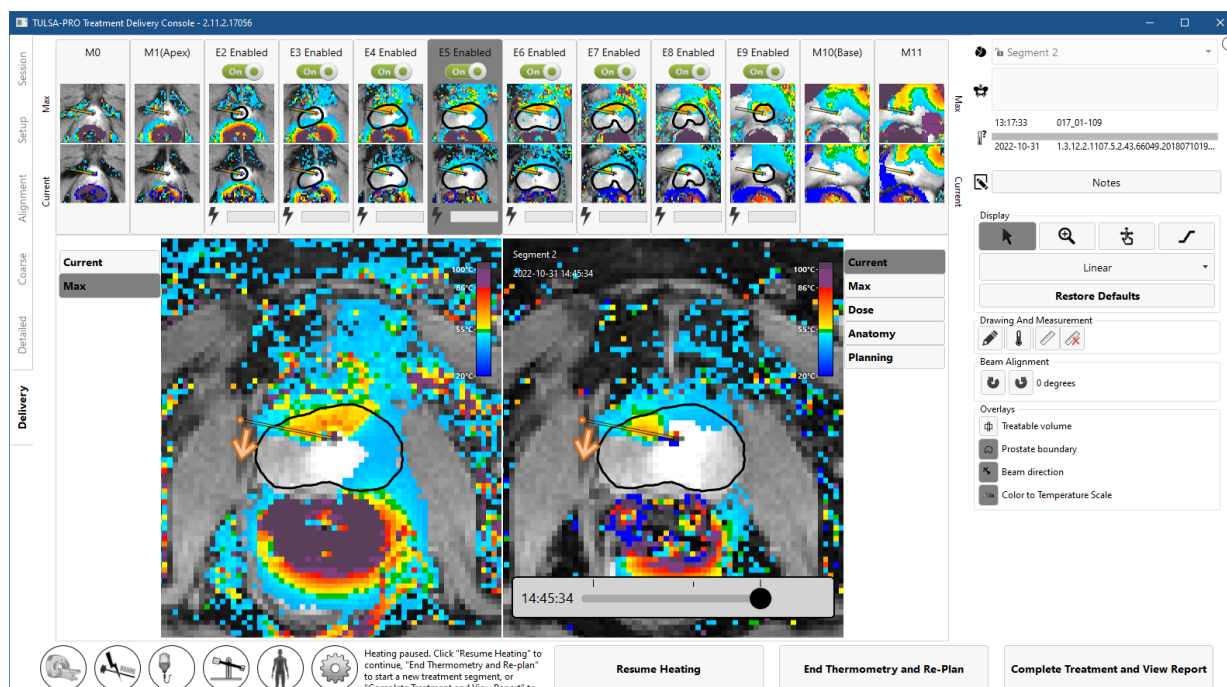 TULSA-PRO Treatment Delivery Console - 2.11.2.17056
Session
Setup
Alignment
Coarse
Detailed
Delivery
M0
M1(Apex)
E2 Enabled
E3 Enabled
E4 Enabled
E5 Enabled
E6 Enabled
E7 Enabled
E8 Enabled
E9 Enabled
M10(Base)
M11
On
On
On
On
On
On
On
On
Max
Current
Max
Current
Current
Max
100°C
86°C
55°C
20°C
Segment 2
2022-10-31 14:45:34
100°C
86°C
55°C
20°C
Current
Max
Dose
Anatomy
Planning
14:45:34
Segment 2
13:17:33 017_01-109
2022-10-31 1.3.12.2.1107.5.2.43.66049.2018071019...
Notes
Display
Linear
Restore Defaults
Drawing And Measurement
Beam Alignment
0 degrees
Overlays
Treatable volume
Prostate boundary
Beam direction
Color to Temperature Scale
Heating paused. Click "Resume Heating" to
continue, "End Thermometry and Re-plan"
to start a new treatment segment, or
"Complete Treatment and View Report" to
Resume Heating
End Thermometry and Re-Plan
Complete Treatment and View Report